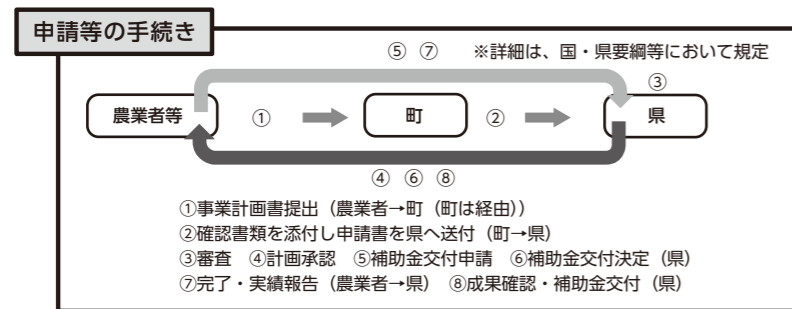 申請等の手続き
⑤ ⑦ ※詳細は、国・県要綱等において規定
③
農業者等 ① 町 ② 県
④ ⑥ ⑧
①事業計画書提出（農業者→町（町は経由））
②確認書類を添付し申請書を県へ送付（町→県）
③審査 ④計画承認 ⑤補助金交付申請 ⑥補助金交付決定（県）
⑦完了・実績報告（農業者→県） ⑧成果確認・補助金交付（県）